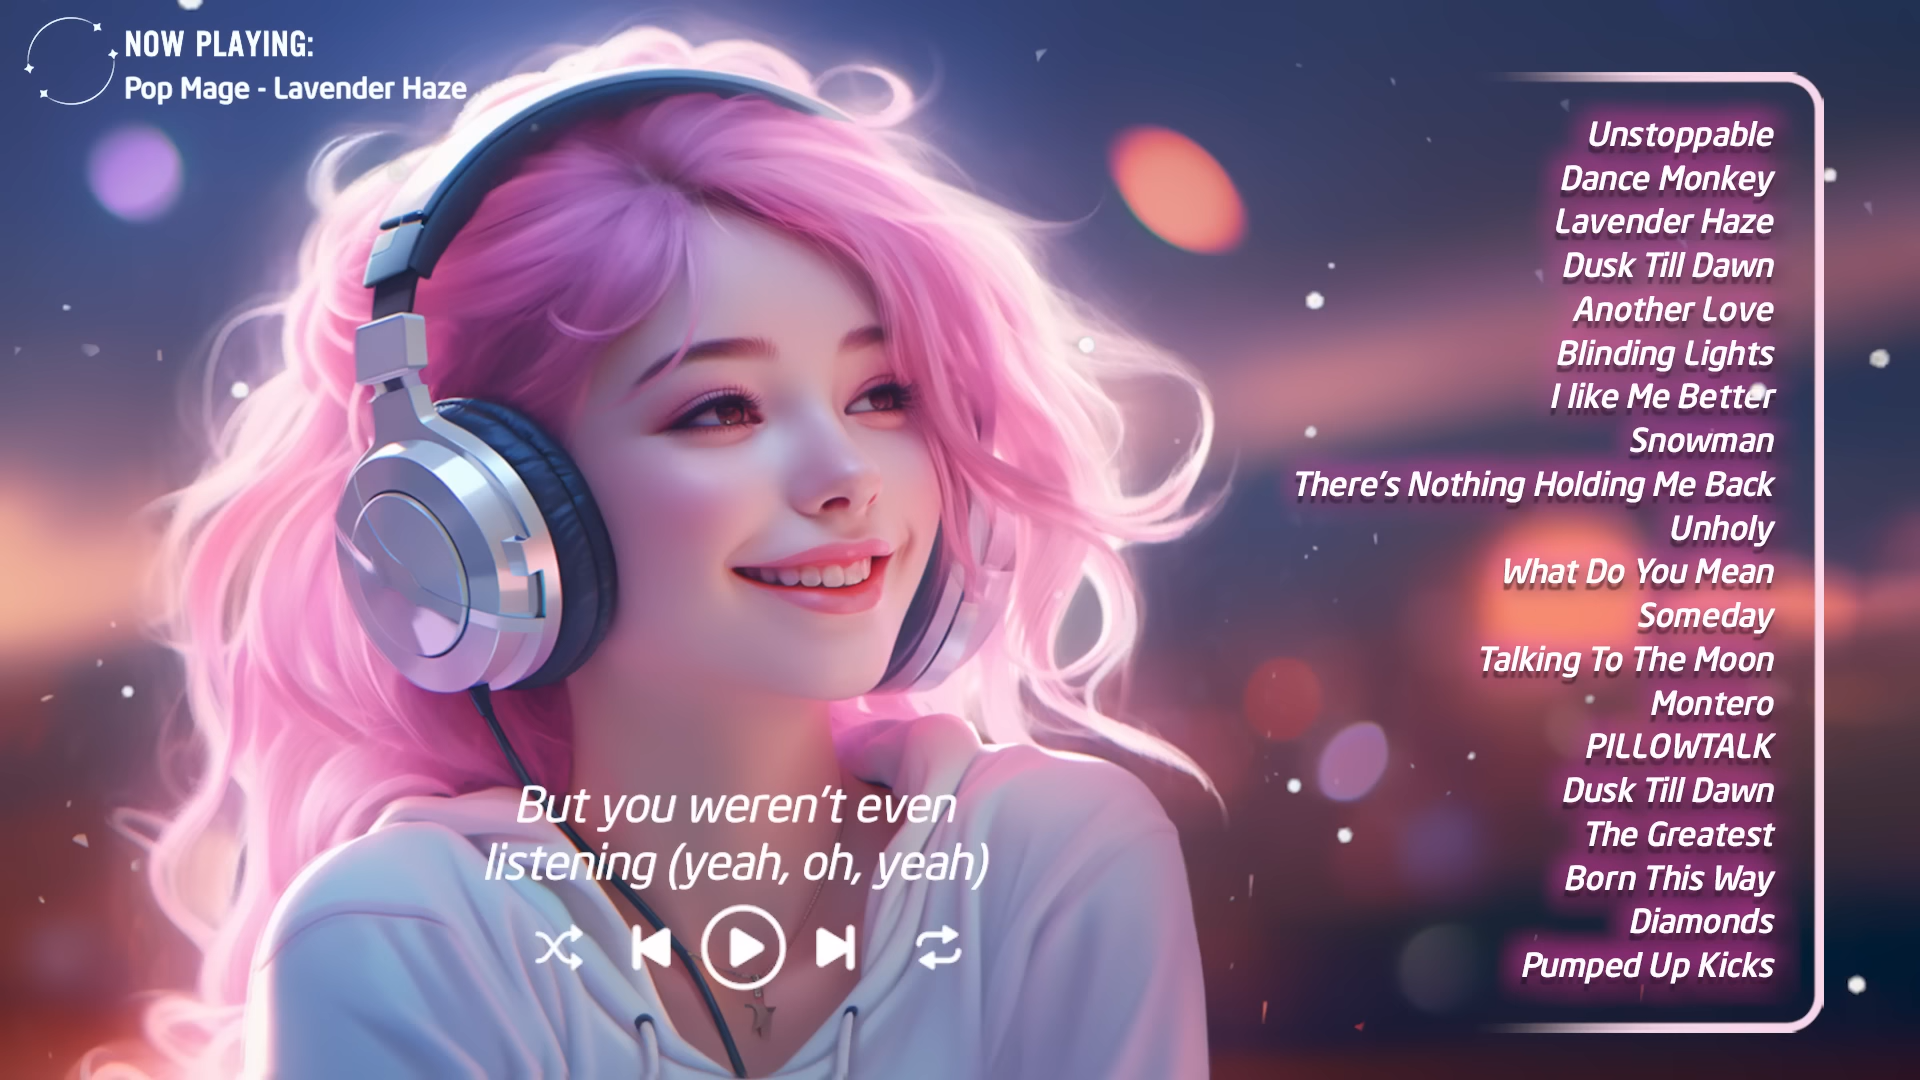 NOW PLAYING:
Pop Mage - Lavender Haze
Unstoppable
Dance Monkey
Lavender Haze
Dusk Till Dawn
Another Love
Blinding Lights
I like Me Better
Snowman
There's Nothing Holding Me Back
Unholy
What Do You Mean
Someday
Talking To The Moon
Montero
PILLOWTALK
Dusk Till Dawn
The Greatest
Born This Way
Diamonds
Pumped Up Kicks
But you weren't even
listening (yeah, oh, yeah)